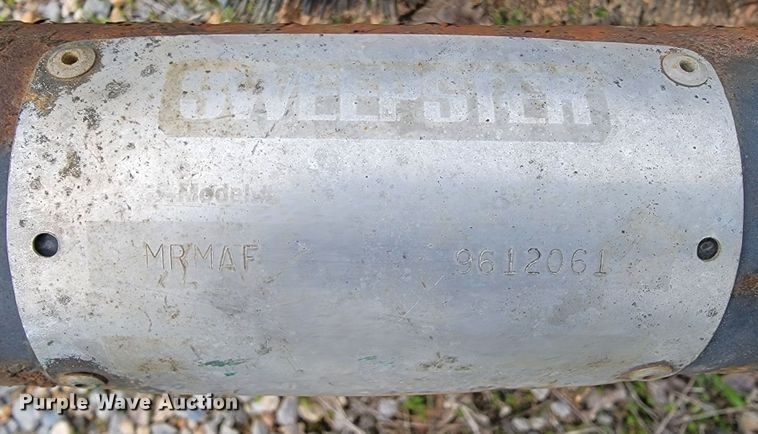 SWEEPSTER
Model#
MRMAF 9612061
Purple Wave Auction